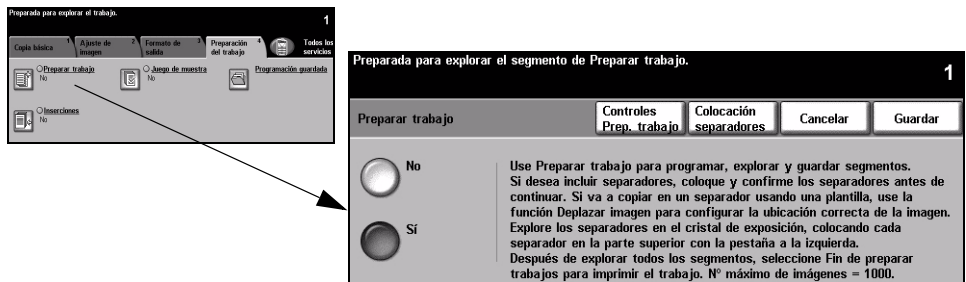 Preparada para explorar el trabajo.
1
Copia básica 1
Ajuste de imagen 2
Formato de salida 3
Preparación del trabajo 4
Todos los servicios
Preparar trabajo
No
Juego de muestra
No
Programación guardada
Inserciones
No
Preparada para explorar el segmento de Preparar trabajo.
1
Preparar trabajo
Controles Prep. trabajo
Colocación separadores
Cancelar
Guardar
No
Sí
Use Preparar trabajo para programar, explorar y guardar segmentos.
Si desea incluir separadores, coloque y confirme los separadores antes de
continuar. Si va a copiar en un separador usando una plantilla, use la
función Deplazar imagen para configurar la ubicación correcta de la imagen.
Explore los separadores en el cristal de exposición, colocando cada
separador en la parte superior con la pestaña a la izquierda.
Después de explorar todos los segmentos, seleccione Fin de preparar
trabajos para imprimir el trabajo. Nº máximo de imágenes = 1000.